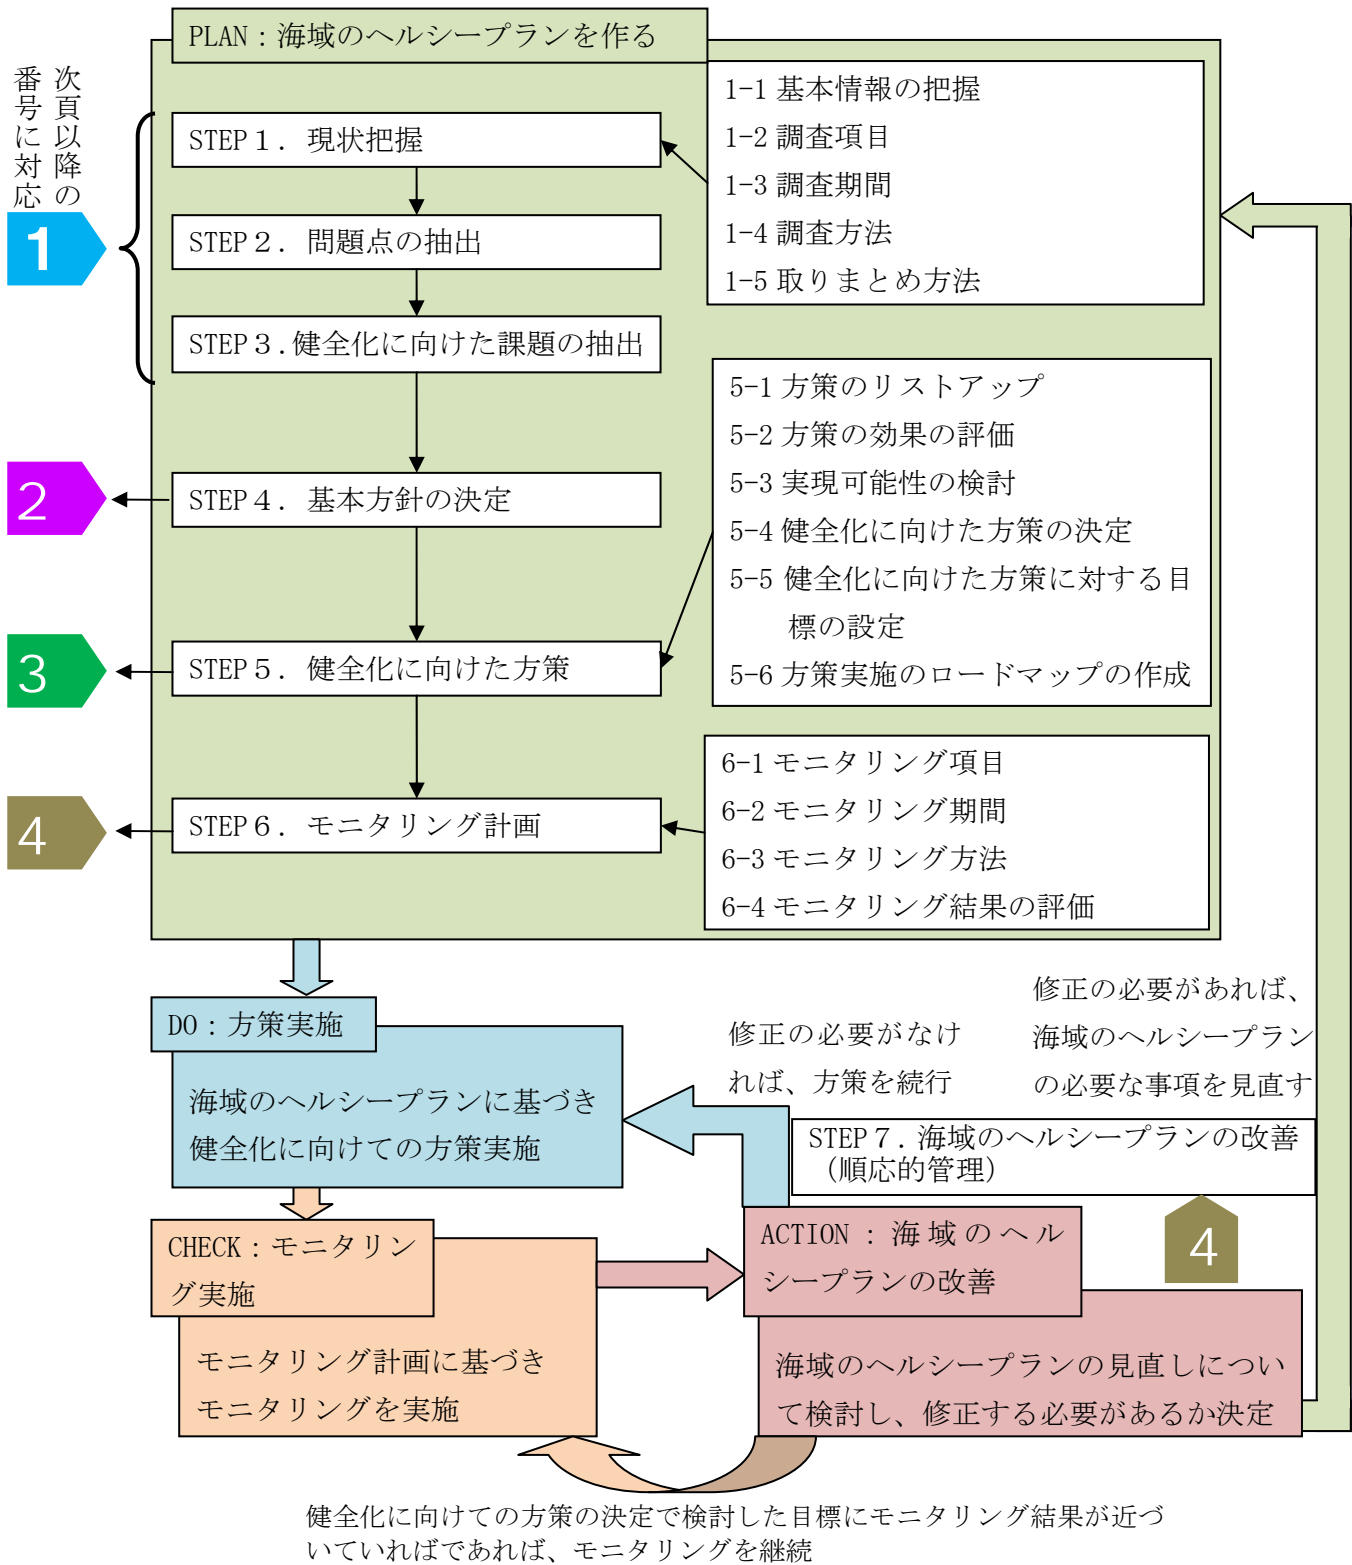 PLAN：海域のヘルシープランを作る
次頁以降の
番号に対応
1
STEP１． 現状把握
STEP２． 問題点の抽出
STEP３.健全化に向けた課題の抽出
1-1 基本情報の把握
1-2 調査項目
1-3 調査期間
1-4 調査方法
1-5 取りまとめ方法
2
STEP４． 基本方針の決定
5-1 方策のリストアップ
5-2 方策の効果の評価
5-3 実現可能性の検討
5-4 健全化に向けた方策の決定
5-5 健全化に向けた方策に対する目
標の設定
5-6 方策実施のロードマップの作成
3
STEP５． 健全化に向けた方策
4
STEP６． モニタリング計画
6-1 モニタリング項目
6-2 モニタリング期間
6-3 モニタリング方法
6-4 モニタリング結果の評価
DO：方策実施
海域のヘルシープランに基づき
健全化に向けての方策実施
修正の必要がなけ
れば、方策を続行
修正の必要があれば、
海域のヘルシープラン
の必要な事項を見直す
STEP７.海域のヘルシープランの改善
（順応的管理）
4
CHECK：モニタリン
グ実施
モニタリング計画に基づき
モニタリングを実施
ACTION：海域のヘル
シープランの改善
海域のヘルシープランの見直しについ
て検討し、修正する必要があるか決定
健全化に向けての方策の決定で検討した目標にモニタリング結果が近づ
いていればであれば、モニタリングを継続